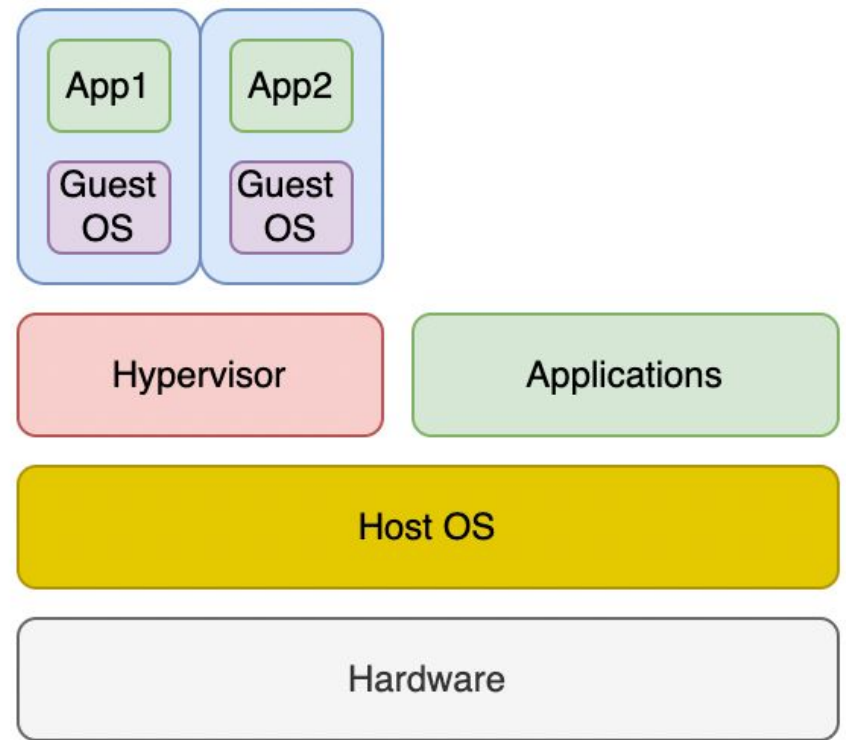 App1
App2
Guest
OS
Guest
OS
Hypervisor
Applications
Host OS
Hardware